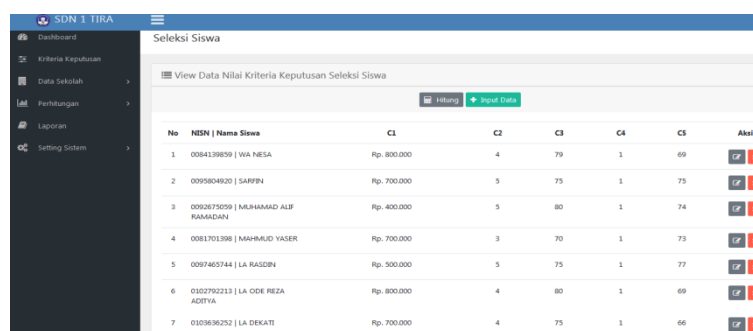 SDN 1 TIRA
Dashboard
Kriteria Keputusan
Data Sekolah
Perhitungan
Laporan
Setting Sistem
Seleksi Siswa
View Data Nilai Kriteria Keputusan Seleksi Siswa
Hitung + Input Data
No NISN | Nama Siswa C1 C2 C3 C4 C5 Aksi
1 0084139859 | WA NESA Rp. 800.000 4 79 1 69
2 0095804920 | SARFIN Rp. 700.000 5 75 1 75
3 0092675059 | MUHAMAD ALIF Rp. 400.000 5 80 1 74
RAMADAN
4 0081701398 | MAHMUD YASER Rp. 700.000 3 70 1 73
5 0097465744 | LA RASDIN Rp. 500.000 5 75 1 77
6 0102792213 | LA ODE REZA Rp. 800.000 4 80 1 69
ADITYA
7 0103636252 | LA DEKATI Rp. 700.000 4 75 1 66